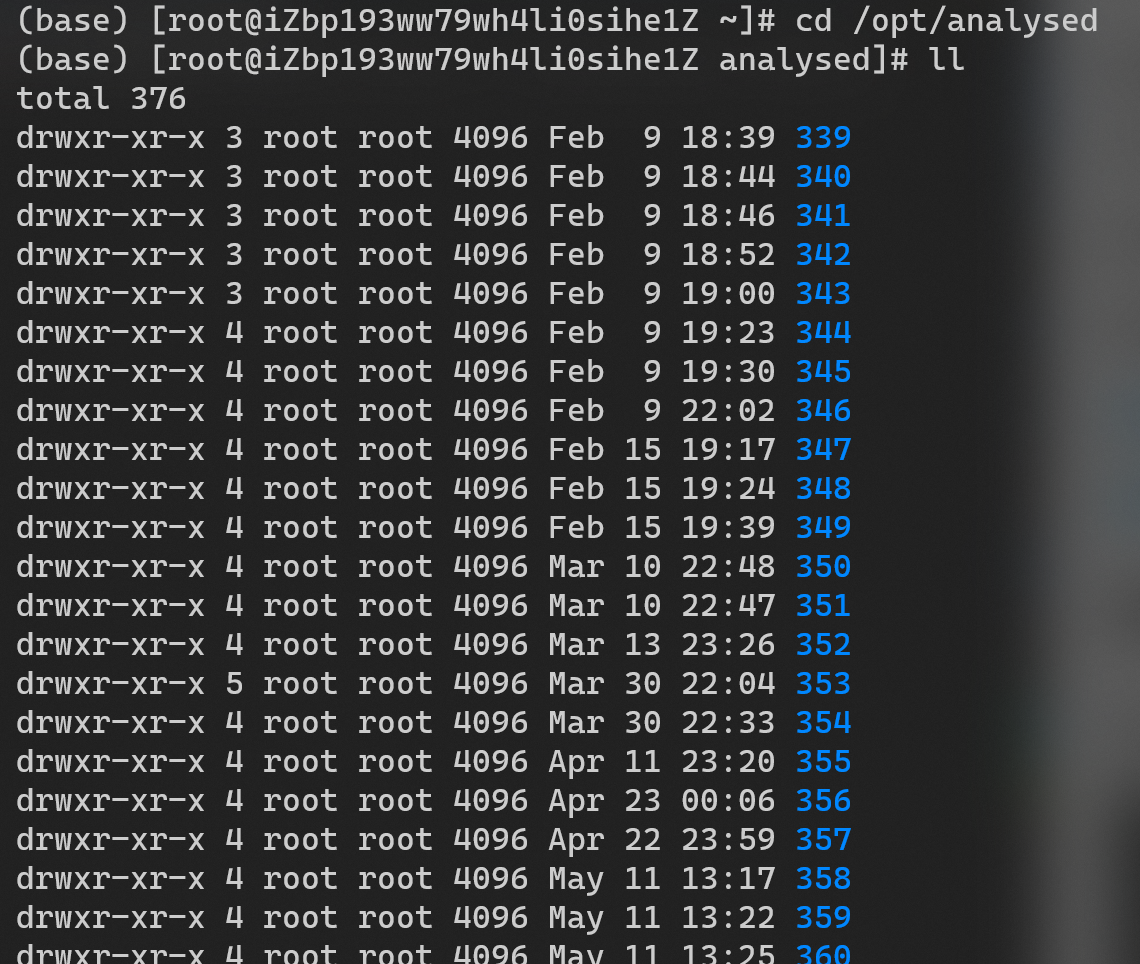 (base) [root@iZbp193ww79wh4li0sihe1Z ~]# cd /opt/analysed
(base) [root@iZbp193ww79wh4li0sihe1Z analysed]# ll
total 376
drwxr-xr-x 3 root root 4096 Feb  9 18:39 339
drwxr-xr-x 3 root root 4096 Feb  9 18:44 340
drwxr-xr-x 3 root root 4096 Feb  9 18:46 341
drwxr-xr-x 3 root root 4096 Feb  9 18:52 342
drwxr-xr-x 3 root root 4096 Feb  9 19:00 343
drwxr-xr-x 4 root root 4096 Feb  9 19:23 344
drwxr-xr-x 4 root root 4096 Feb  9 19:30 345
drwxr-xr-x 4 root root 4096 Feb  9 22:02 346
drwxr-xr-x 4 root root 4096 Feb 15 19:17 347
drwxr-xr-x 4 root root 4096 Feb 15 19:24 348
drwxr-xr-x 4 root root 4096 Feb 15 19:39 349
drwxr-xr-x 4 root root 4096 Mar 10 22:48 350
drwxr-xr-x 4 root root 4096 Mar 10 22:47 351
drwxr-xr-x 4 root root 4096 Mar 13 23:26 352
drwxr-xr-x 5 root root 4096 Mar 30 22:04 353
drwxr-xr-x 4 root root 4096 Mar 30 22:33 354
drwxr-xr-x 4 root root 4096 Apr 11 23:20 355
drwxr-xr-x 4 root root 4096 Apr 23 00:06 356
drwxr-xr-x 4 root root 4096 Apr 22 23:59 357
drwxr-xr-x 4 root root 4096 May 11 13:17 358
drwxr-xr-x 4 root root 4096 May 11 13:22 359
drwxr-xr-x 4 root root 4096 May 11 13:25 360